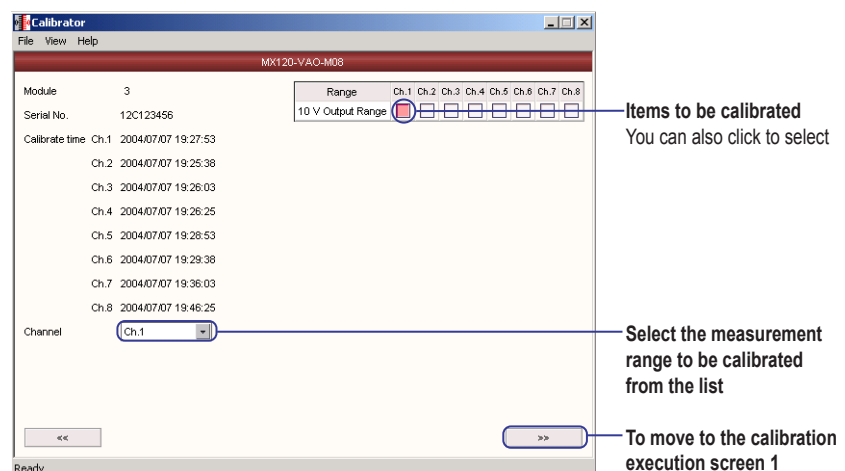 Calibrator
File View Help
MX120-VAO-M08
Module 3
Serial No. 12C123456
Calibrate time Ch.1 2004/07/07 19:27:53
Ch.2 2004/07/07 19:25:38
Ch.3 2004/07/07 19:26:03
Ch.4 2004/07/07 19:26:25
Ch.5 2004/07/07 19:28:53
Ch.6 2004/07/07 19:29:38
Ch.7 2004/07/07 19:36:03
Ch.8 2004/07/07 19:46:25
Channel Ch.1
Range Ch.1 Ch.2 Ch.3 Ch.4 Ch.5 Ch.6 Ch.7 Ch.8
10 V Output Range
<<
>>
Ready
Items to be calibrated
You can also click to select
Select the measurement
range to be calibrated
from the list
To move to the calibration
execution screen 1